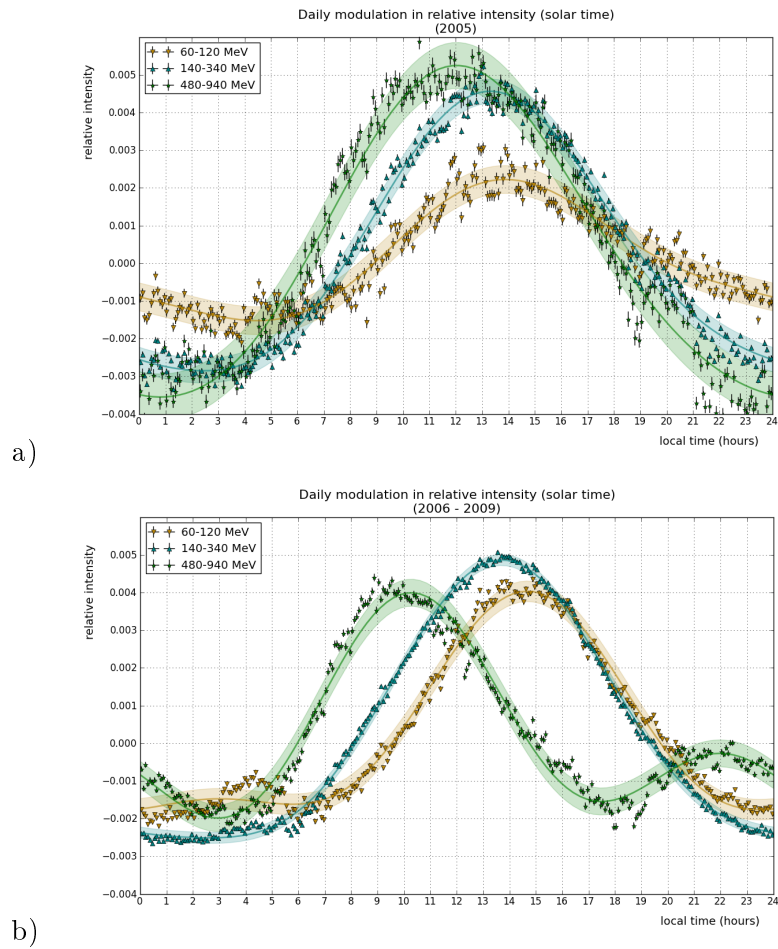 Daily modulation in relative intensity (solar time)
(2005)
60-120 MeV
140-340 MeV
480-940 MeV
relative intensity
0.005
0.004
0.003
0.002
0.001
0.000
−0.001
−0.002
−0.003
−0.004
0 1 2 3 4 5 6 7 8 9 10 11 12 13 14 15 16 17 18 19 20 21 22 23 24
local time (hours)
a)
Daily modulation in relative intensity (solar time)
(2006 - 2009)
60-120 MeV
140-340 MeV
480-940 MeV
relative intensity
0.005
0.004
0.003
0.002
0.001
0.000
−0.001
−0.002
−0.003
−0.004
0 1 2 3 4 5 6 7 8 9 10 11 12 13 14 15 16 17 18 19 20 21 22 23 24
local time (hours)
b)